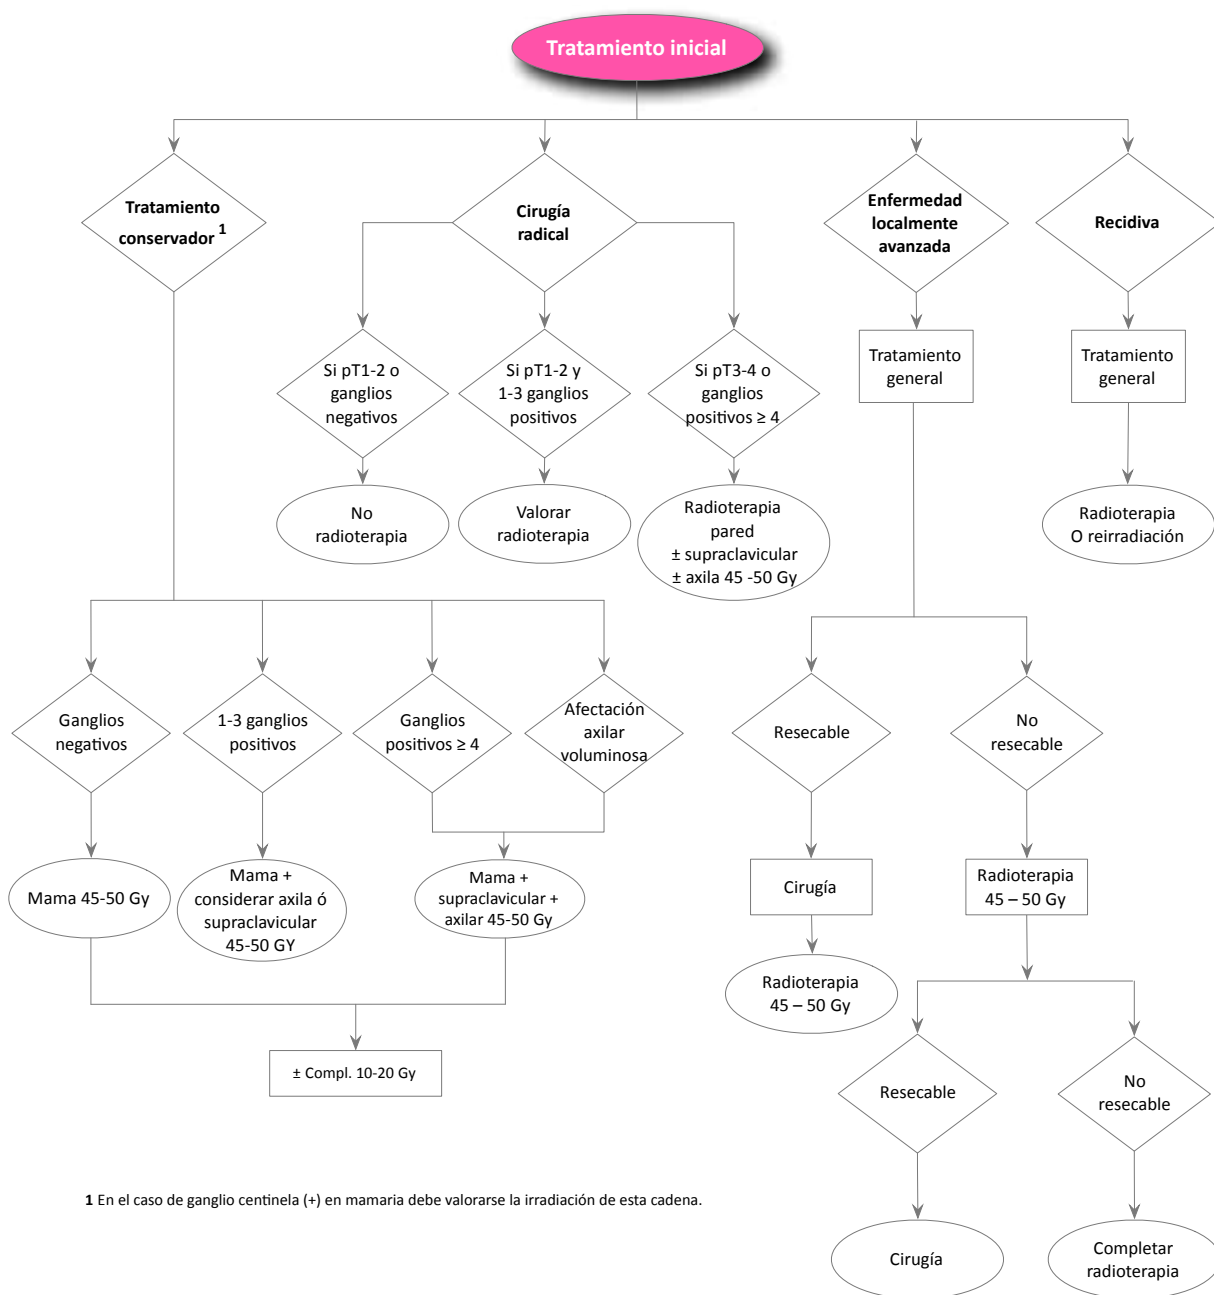 Tratamiento inicial
Tratamiento
conservador 1
Cirugía
radical
Enfermedad
localmente
avanzada
Recidiva
Si pT1-2 o
ganglios
negativos
Si pT1-2 y
1-3 ganglios
positivos
Si pT3-4 o
ganglios
positivos ≥ 4
Tratamiento
general
Tratamiento
general
No
radioterapia
Valorar
radioterapia
Radioterapia
pared
± supraclavicular
± axila 45 -50 Gy
Radioterapia
O reirradiación
Ganglios
negativos
1-3 ganglios
positivos
Ganglios
positivos ≥ 4
Afectación
axilar
voluminosa
Resecable
No
resecable
Mama 45-50 Gy
Mama +
considerar axila ó
supraclavicular
45-50 GY
Mama +
supraclavicular +
axilar 45-50 Gy
Cirugía
Radioterapia
45 – 50 Gy
Radioterapia
45 – 50 Gy
± Compl. 10-20 Gy
Resecable
No
resecable
1 En el caso de ganglio centinela (+) en mamaria debe valorarse la irradiación de esta cadena.
Cirugía
Completar
radioterapia